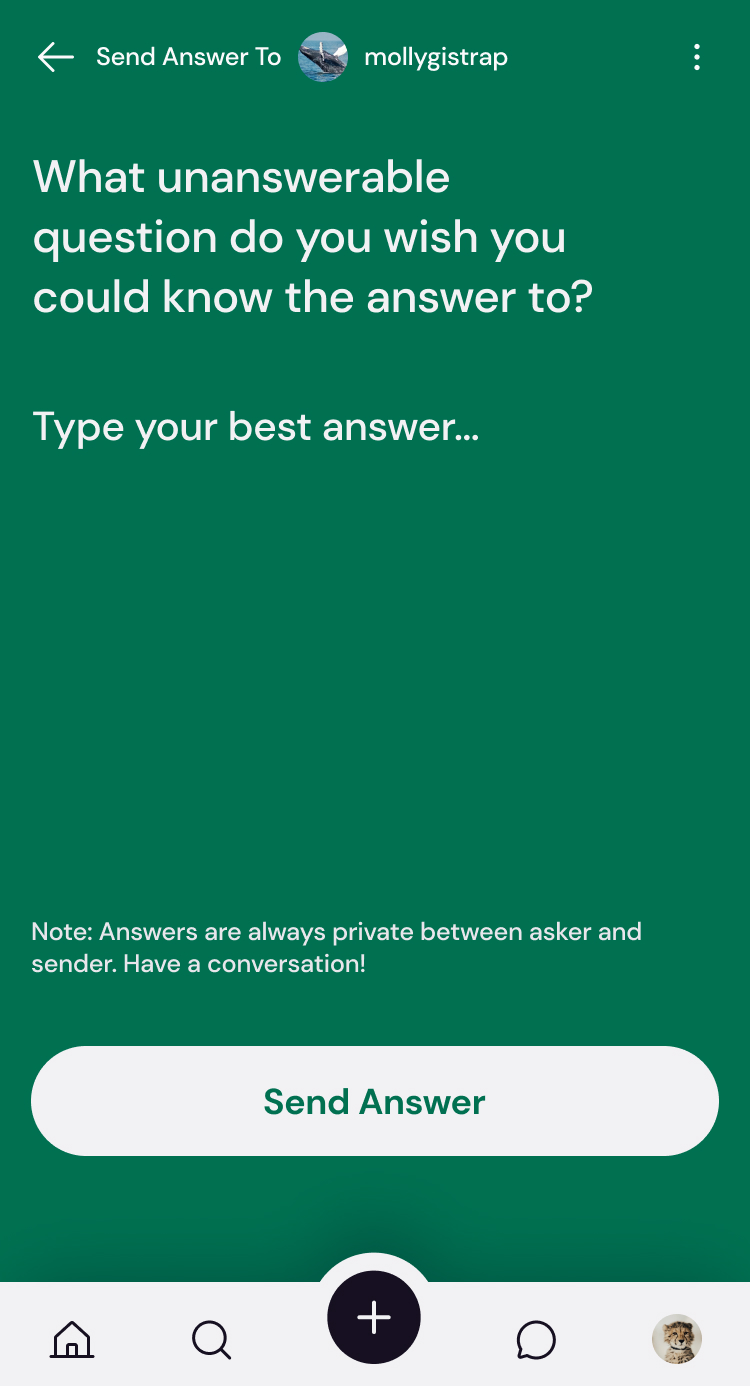 Send Answer To mollygistrap
What unanswerable
question do you wish you
could know the answer to?
Type your best answer...
Note: Answers are always private between asker and
sender. Have a conversation!
Send Answer